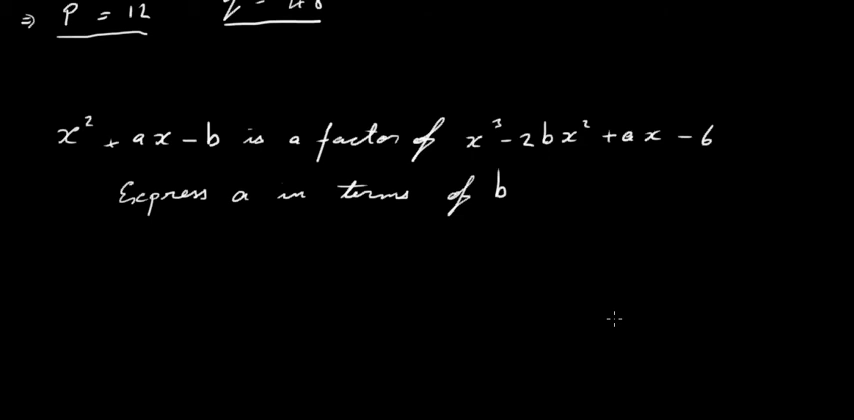 ⇒ P = 12
x² + ax - b is a factor of x³ - 2bx² + ax - 6
Express a in terms of b